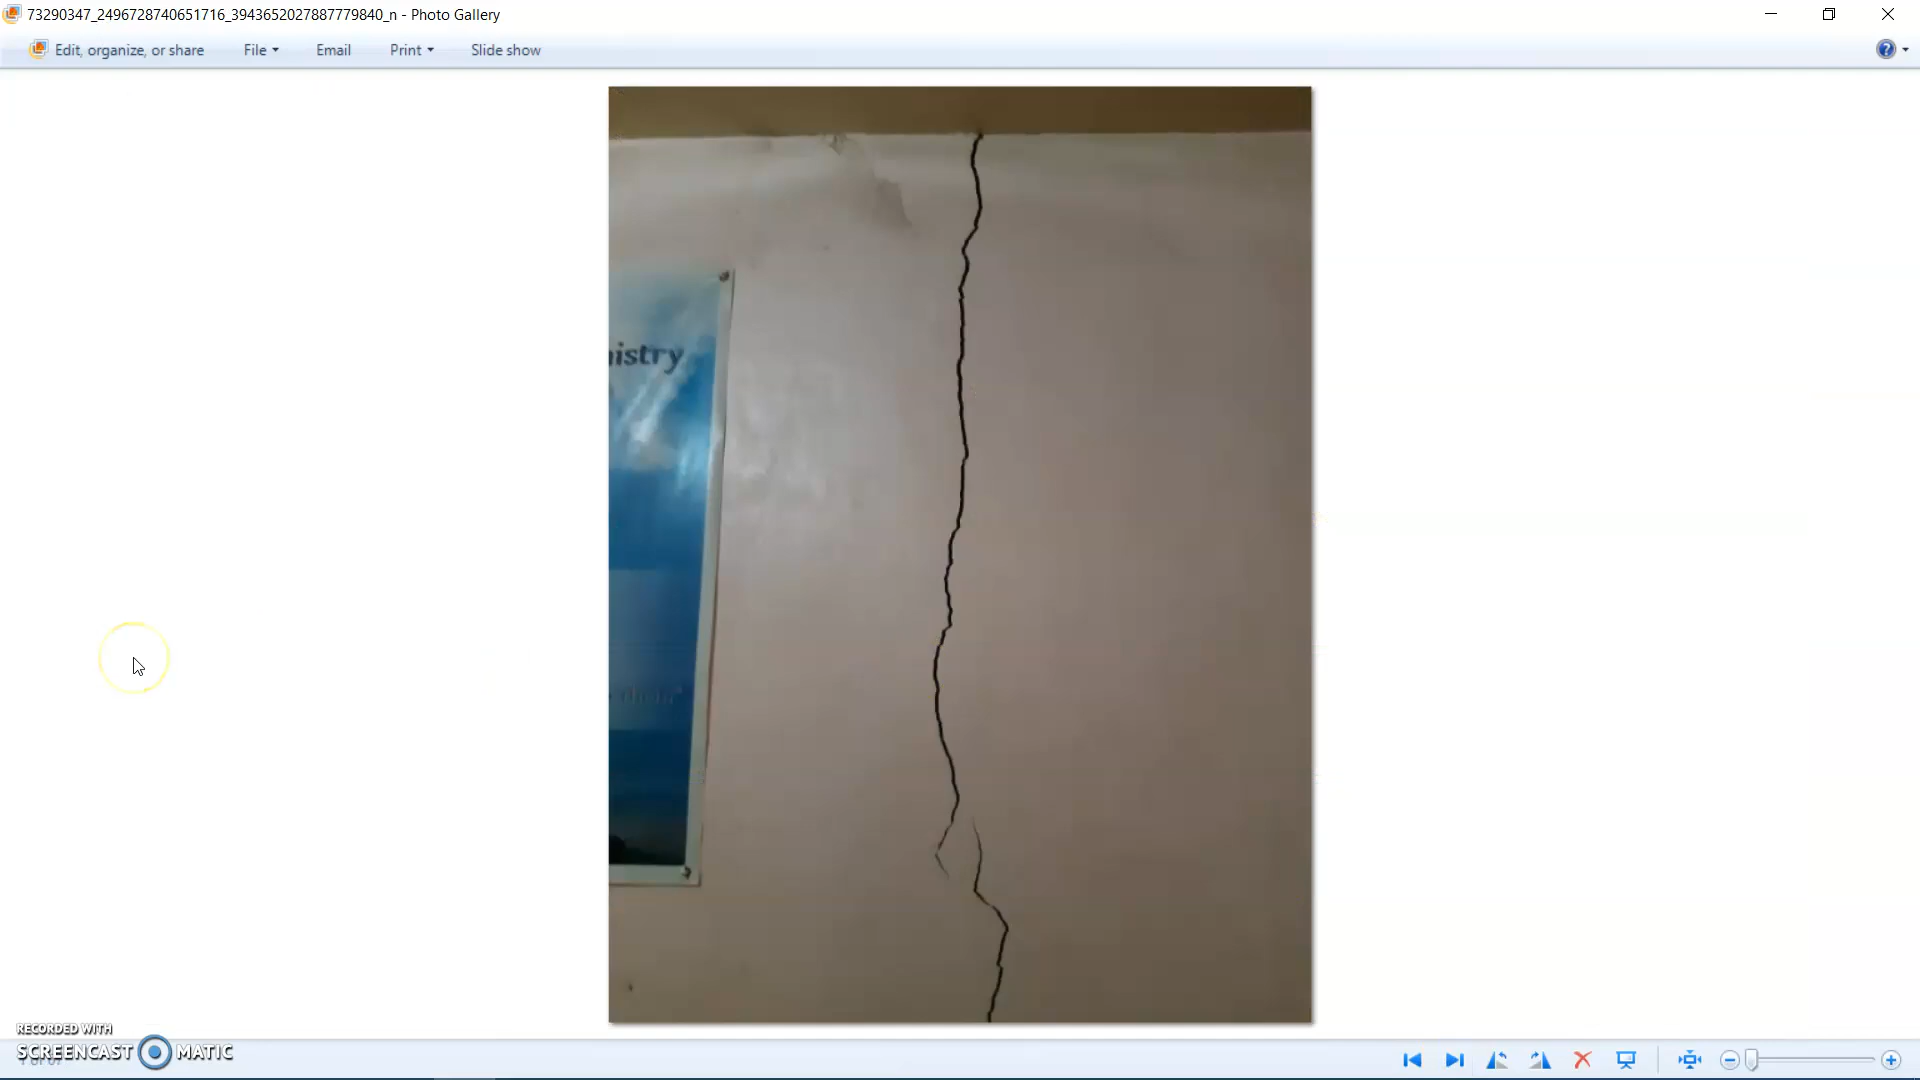 73290347_2496728740651716_3943652027887779840_n - Photo Gallery
Edit, organize, or share
File
Email
Print
Slide show
istry
RECORDED WITH
SCREENCAST MATIC